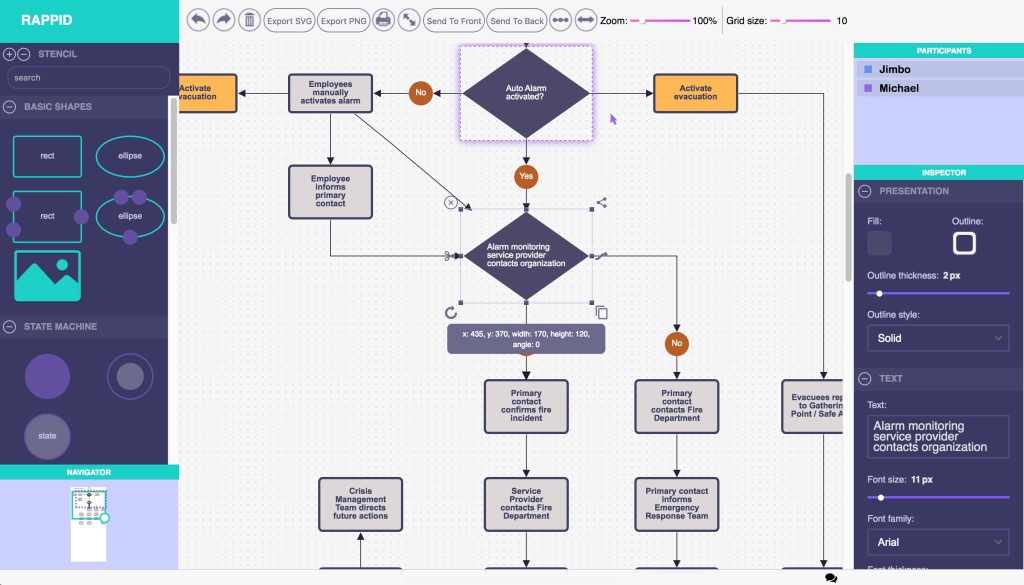 RAPPID
Export SVG
Export PNG
Send To Front
Send To Back
Zoom:
100%
Grid size:
10
STENCIL
search
BASIC SHAPES
rect
ellipse
rect
ellipse
STATE MACHINE
state
NAVIGATOR
Activate
evacuation
Employees
manually
activates alarm
No
Auto Alarm
activated?
Activate
evacuation
Employee
informs
primary
contact
Yes
Alarm monitoring
service provider
contacts organization
x: 435, y: 370, width: 170, height: 120,
angle: 0
No
Primary
contact
confirms fire
incident
Primary
contact
contacts Fire
Department
Evacuees rep
to Gatherin
Point / Safe A
Crisis
Management
Team directs
future actions
Service
Provider
contacts Fire
Department
Primary contact
informs
Emergency
Response Team
PARTICIPANTS
Jimbo
Michael
INSPECTOR
PRESENTATION
Fill:
Outline:
Outline thickness: 2 px
Outline style:
Solid
TEXT
Text:
Alarm monitoring
service provider
contacts organization
Font size: 11 px
Font family:
Arial
Font thickness: